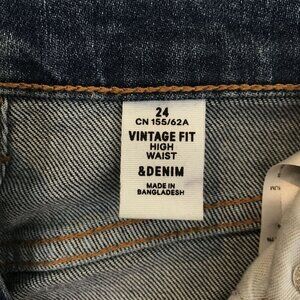 24
CN 155/62A
VINTAGE FIT
HIGH
WAIST
&DENIM
MADE IN
BANGLADESH